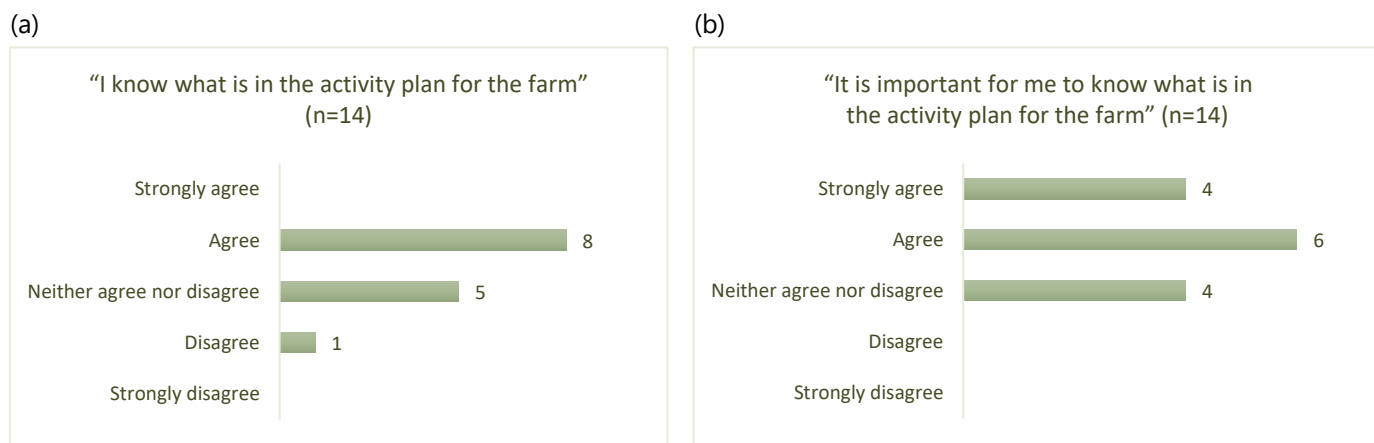 (a)
“I know what is in the activity plan for the farm”
(n=14)
Strongly agree
Agree 8
Neither agree nor disagree 5
Disagree 1
Strongly disagree
(b)
“It is important for me to know what is in
the activity plan for the farm” (n=14)
Strongly agree 4
Agree 6
Neither agree nor disagree 4
Disagree
Strongly disagree